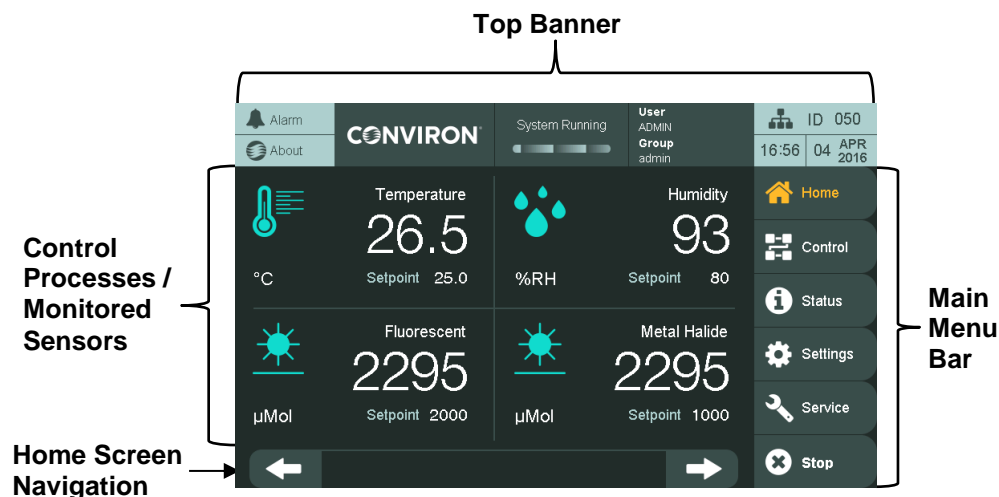 Top Banner
Alarm
About
CONVIRON
System Running
User
ADMIN
Group
admin
ID 050
16:56 04 APR 2016
Control
Processes /
Monitored
Sensors
Temperature
26.5
°C Setpoint 25.0
Humidity
93
%RH Setpoint 80
Fluorescent
2295
µMol Setpoint 2000
Metal Halide
2295
µMol Setpoint 1000
Home
Control
Status
Settings
Service
Stop
Main
Menu
Bar
Home Screen
Navigation